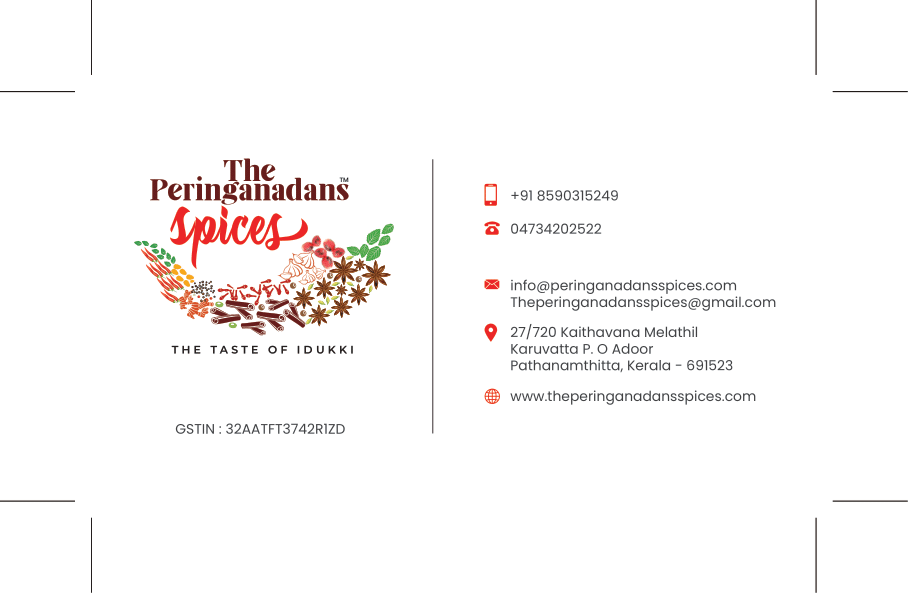 The
Peringanadans™
spices
THE TASTE OF IDUKKI
GSTIN : 32AATFT3742R1ZD
+91 8590315249
04734202522
info@peringanadansspices.com
Theperinganadansspices@gmail.com
27/720 Kaithavana Melathil
Karuvatta P. O Adoor
Pathanamthitta, Kerala - 691523
www.theperinganadansspices.com